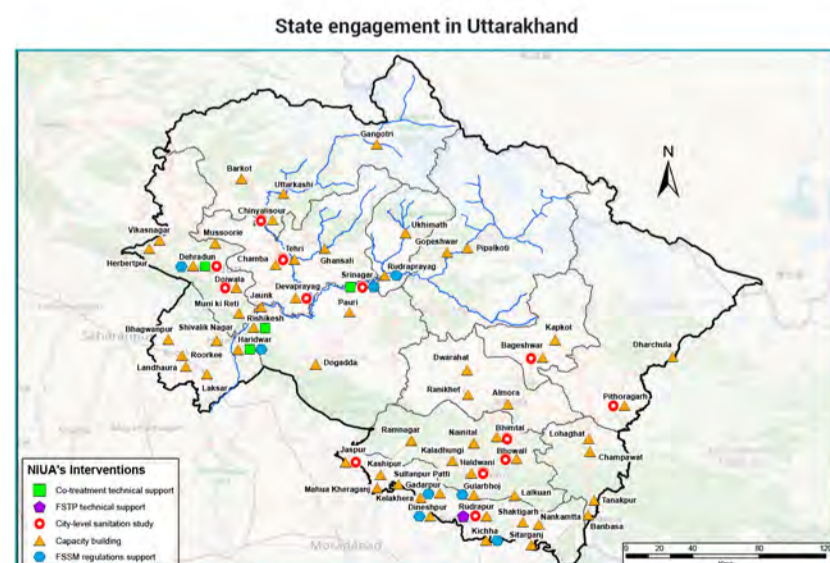 State engagement in Uttarakhand
N
Gangotri
Barkot
Uttarkashi
Chinyalisour
Vikasnagar
Mussoorie
Ukhimath
Gopeshwar
Pipalkoti
Herbertpur
Dehradun
Chamba
Tehri
Ghansali
Srinagar
Rudraprayag
Doiwala
Devaprayag
Muni ki Reti
Jaunk
Pauri
Rishikesh
Bhagwanpur
Shivalik Nagar
Haridwar
Kapkot
Roorkee
Bageshwar
Dharchula
Landhaura
Dogadda
Dwarahat
Laksar
Ranikhet
Almora
Pithoragarh
Ramnagar
Nainital
Bhimtal
Lohaghat
Jaspur
Kaladhungi
Bhowali
Champawat
Kashipur
Haldwani
Sultanpur Patti
Mahua Kheraganj
Gadarpur
Gularbhoj
Lalkuan
Kelakhera
Tanakpur
Dineshpur
Rudrapur
Shaktigarh
Nankamtta
Banbasa
Kichha
Sitarganj
Moradabad
NIUA's Interventions
Co-treatment technical support
FSTP technical support
City-level sanitation study
Capacity building
FSSM regulations support
0 20 40 80 120